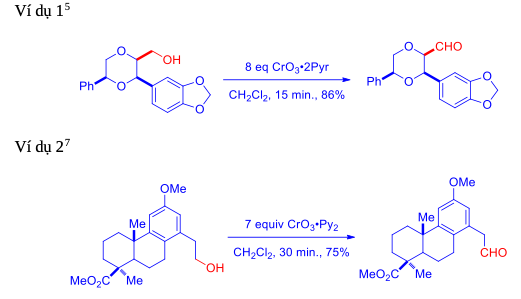 Ví dụ 1⁵
O
OH
Ph
O
O
O
8 eq CrO₃•2Pyr
CH₂Cl₂, 15 min., 86%
O
CHO
Ph
O
O
O
Ví dụ 2⁷
OMe
Me
OH
MeO₂C
Me
7 equiv CrO₃•Py₂
CH₂Cl₂, 30 min., 75%
OMe
Me
CHO
MeO₂C
Me